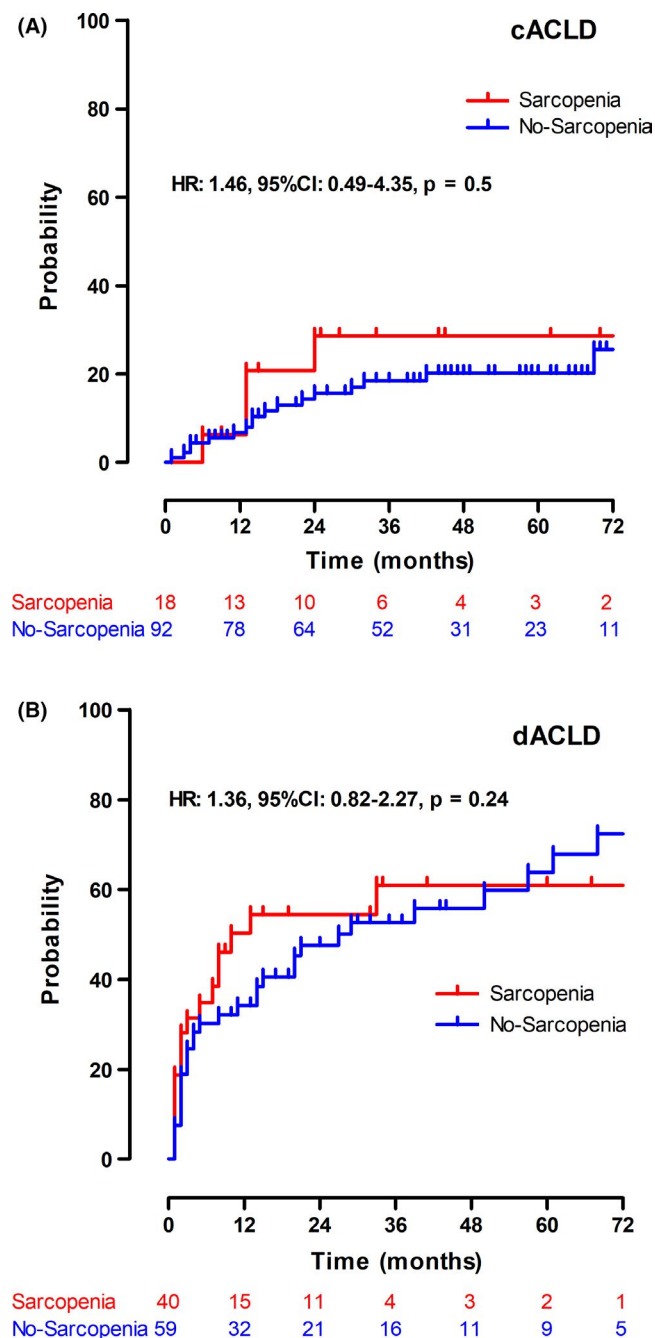 (A)
cACLD
100
80
60
40
20
0
Probability
Sarcopenia
No-Sarcopenia
HR: 1.46, 95%CI: 0.49-4.35, p = 0.5
0 12 24 36 48 60 72
Time (months)
Sarcopenia 18 13 10 6 4 3 2
No-Sarcopenia 92 78 64 52 31 23 11
(B)
dACLD
100
80
60
40
20
0
Probability
HR: 1.36, 95%CI: 0.82-2.27, p = 0.24
Sarcopenia
No-Sarcopenia
0 12 24 36 48 60 72
Time (months)
Sarcopenia 40 15 11 4 3 2 1
No-Sarcopenia 59 32 21 16 11 9 5